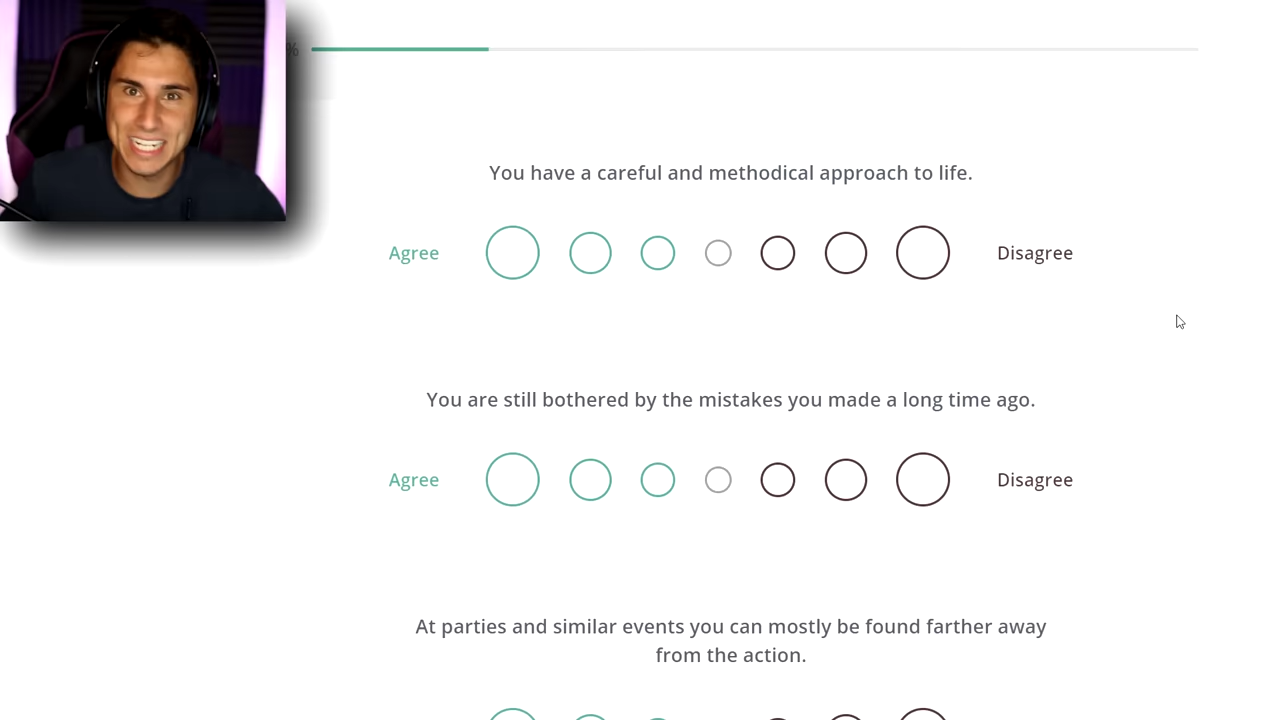 %
You have a careful and methodical approach to life.
Agree Disagree
You are still bothered by the mistakes you made a long time ago.
Agree Disagree
At parties and similar events you can mostly be found farther away
from the action.